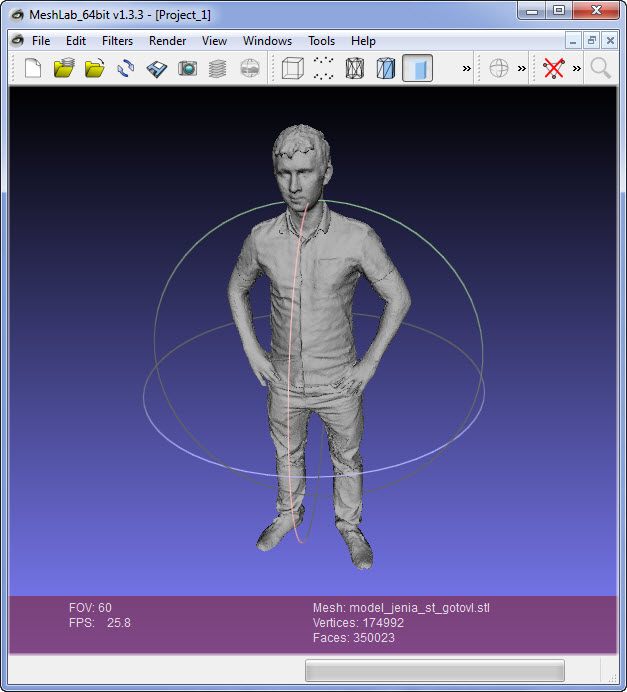 MeshLab_64bit v1.3.3 - [Project_1]
File Edit Filters Render View Windows Tools Help
FOV: 60
FPS: 25.8
Mesh: model_jenia_st_gotovl.stl
Vertices: 174992
Faces: 350023